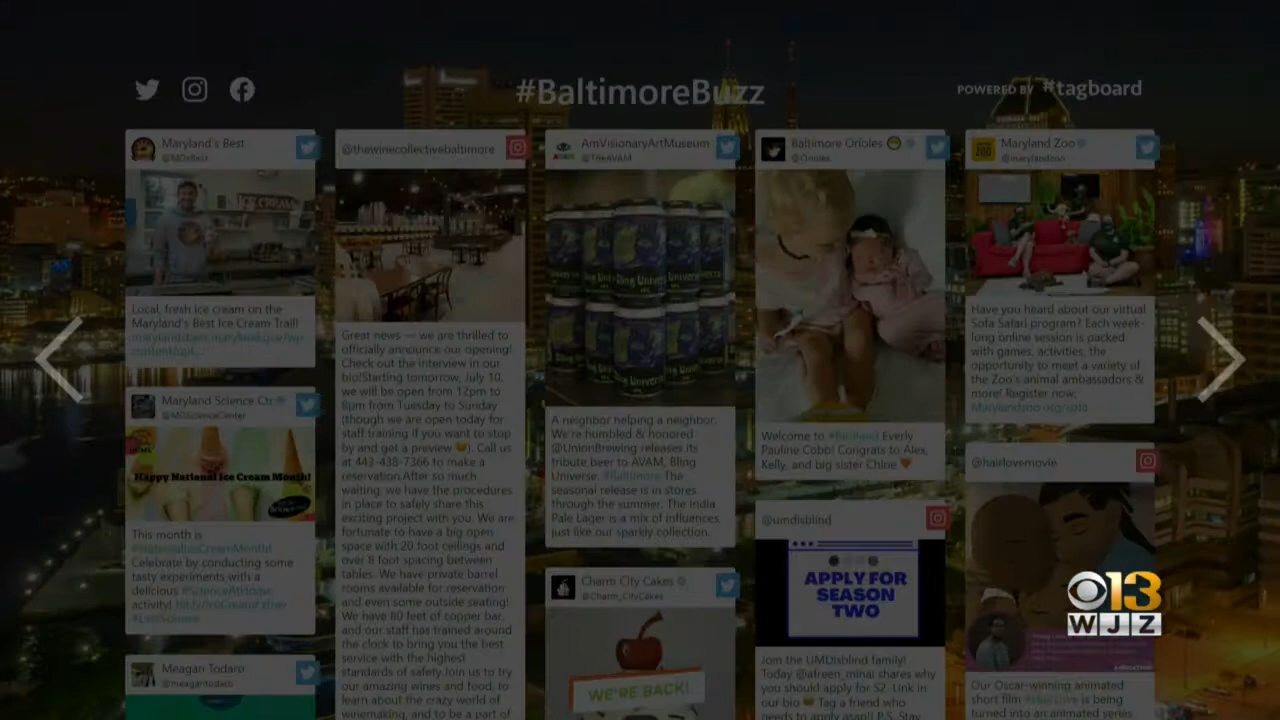 #BaltimoreBuzz
POWERED BY #tagboard
Maryland's Best
@MDsBest
ICE CREAM
Local, fresh ice cream on the
Maryland's Best Ice Cream Trail!
Maryland Science Ctr
@MDScienceCenter
Happy National Ice Cream Month!
This month is
#NationalIceCreamMonth!
Celebrate by conducting some
tasty experiments with a
delicious #ScienceAtHome
activity!
Meagan Todaro
@meagantodaro
@thewinecollectivebaltimore
Great news — we are thrilled to
officially announce our opening!
Check out the interview in our
bio!Starting tomorrow, July 10,
we will be open from 12pm to
8pm from Tuesday to Sunday
(though we are open today for
staff training if you want to stop
by and get a preview 😉). Call us
at 443-438-7366 to make a
reservation.After so much
waiting, we have the procedures
in place to safely share this
exciting project with you. We are
fortunate to have a big open
space with 20 foot ceilings and
over 8 foot spacing between
tables. We have private barrel
rooms available for reservation
and even some outside seating!
We have 60 feet of copper bar,
and our staff has trained around
the clock to bring you the best
service with the highest
standards of safety.Join us to try
our amazing wines and food, to
learn about the crazy world of
winemaking, and to be a part of
AmVisionaryArtMuseum
@TheAVAM
A neighbor helping a neighbor.
We're humbled & honored
@UnionBrewing releases its
tribute beer to AVAM, Bling
Universe. #Baltimore The
seasonal release is in stores
through the summer. The India
Pale Lager is a mix of influences,
just like our sparkly collection.
Charm City Cakes
@Charm_CityCakes
WE'RE BACK!
Baltimore Orioles
@Orioles
Welcome to #Birdland Everly
Pauline Cobb! Congrats to Alex,
Kelly, and big sister Chloe 🧡
@umdisblind
APPLY FOR
SEASON
TWO
Join the UMDisblind family!
Today @afreen_minai shares why
you should apply for S2. Link in
our bio Tag a friend who
needs to apply asap!! P.S. Stay
MARYLAND
ZOO
Maryland Zoo
@marylandzoo
Have you heard about our virtual
Sofa Safari program? Each week-
long online session is packed
with games, activities, the
opportunity to meet a variety of
the Zoo's animal ambassadors &
more! Register now:
Marylandzoo.org/sofa
@hairlovemovie
Our Oscar-winning animated
short film #HairLove is being
turned into an animated series
13
WJZ